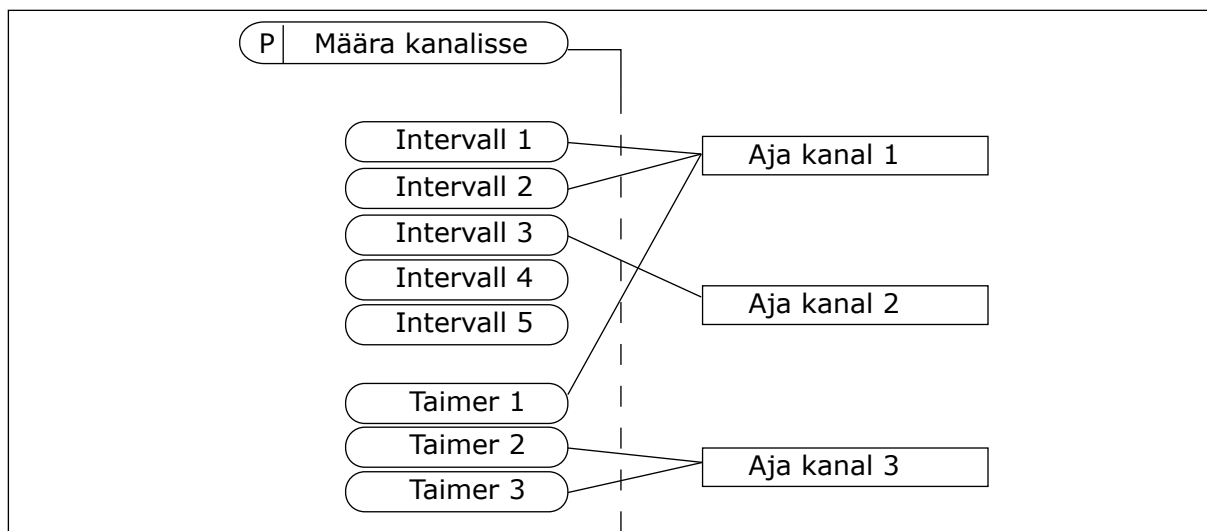 P Määra kanalisse
Intervall 1
Intervall 2
Intervall 3
Intervall 4
Intervall 5
Taimer 1
Taimer 2
Taimer 3
Aja kanal 1
Aja kanal 2
Aja kanal 3